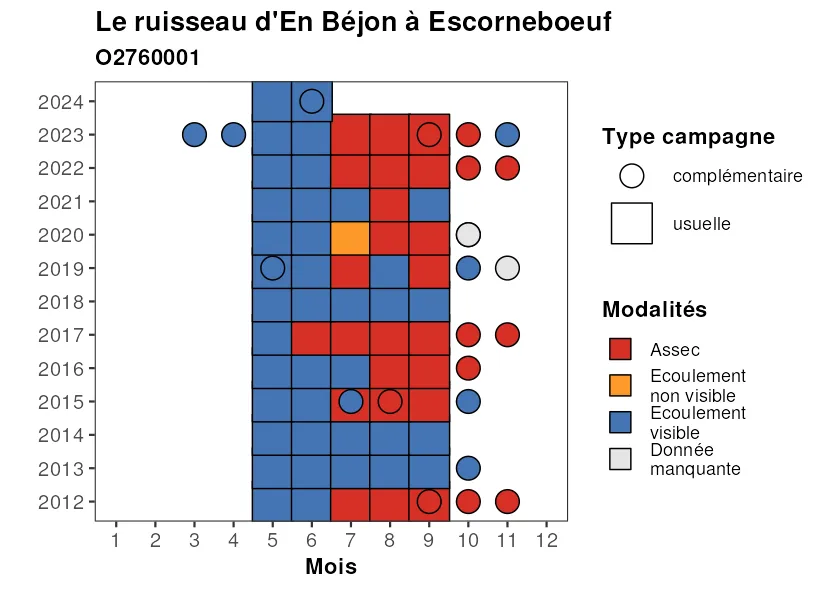 Le ruisseau d'En Béjon à Escorneboeuf
O2760001
2024
2023
2022
2021
2020
2019
2018
2017
2016
2015
2014
2013
2012
1 2 3 4 5 6 7 8 9 10 11 12
Mois
Type campagne
complémentaire
usuelle
Modalités
Assec
Ecoulement
non visible
Ecoulement
visible
Donnée
manquante